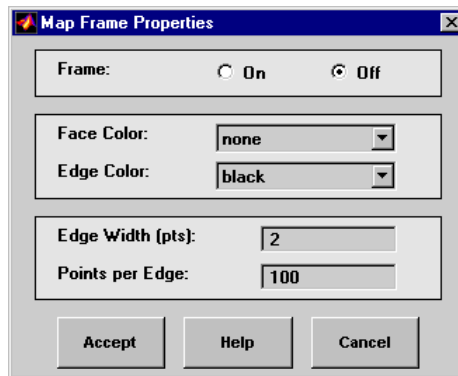 Map Frame Properties
Frame: On Off
Face Color: none
Edge Color: black
Edge Width (pts): 2
Points per Edge: 100
Accept Help Cancel